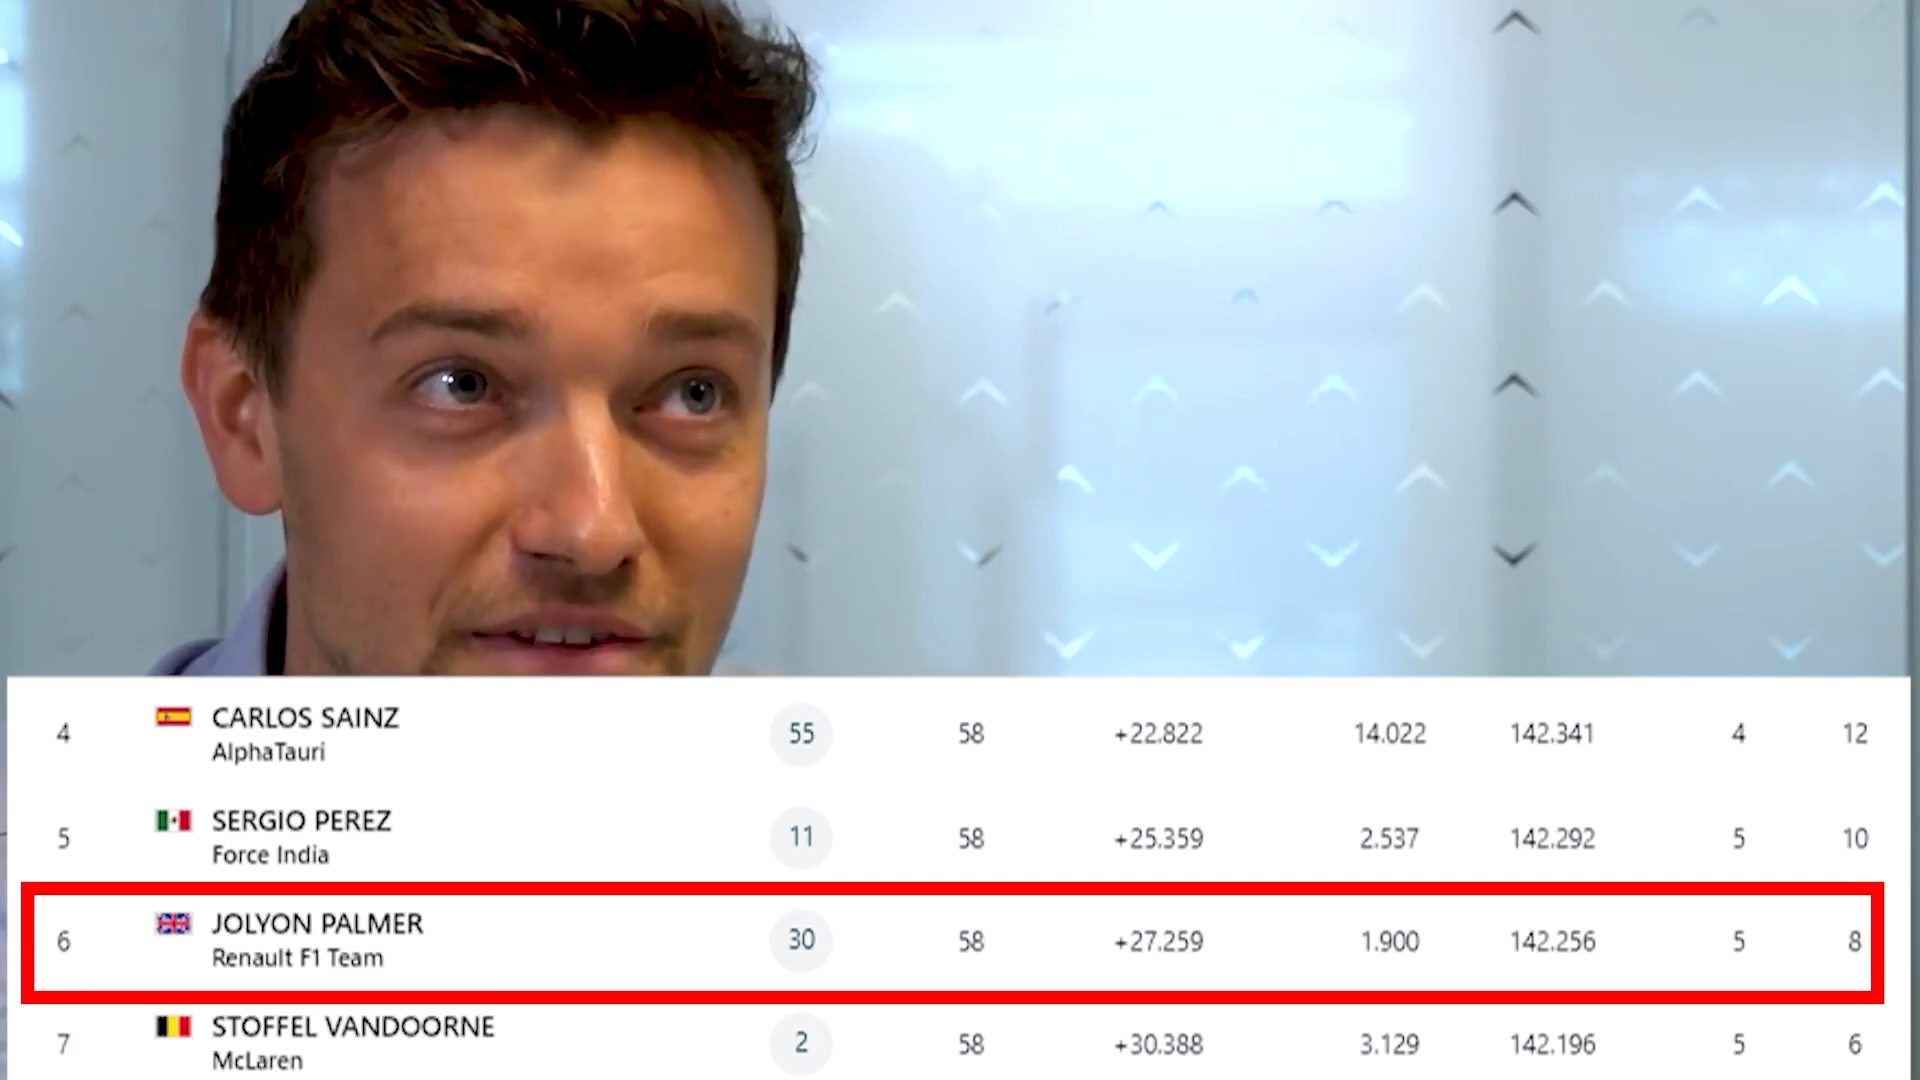 4 CARLOS SAINZ 55 58 +22.822 14.022 142.341 4 12
AlphaTauri
5 SERGIO PEREZ 11 58 +25.359 2.537 142.292 5 10
Force India
6 JOLYON PALMER 30 58 +27.259 1.900 142.256 5 8
Renault F1 Team
7 STOFFEL VANDOORNE 2 58 +30.388 3.129 142.196 5 6
McLaren